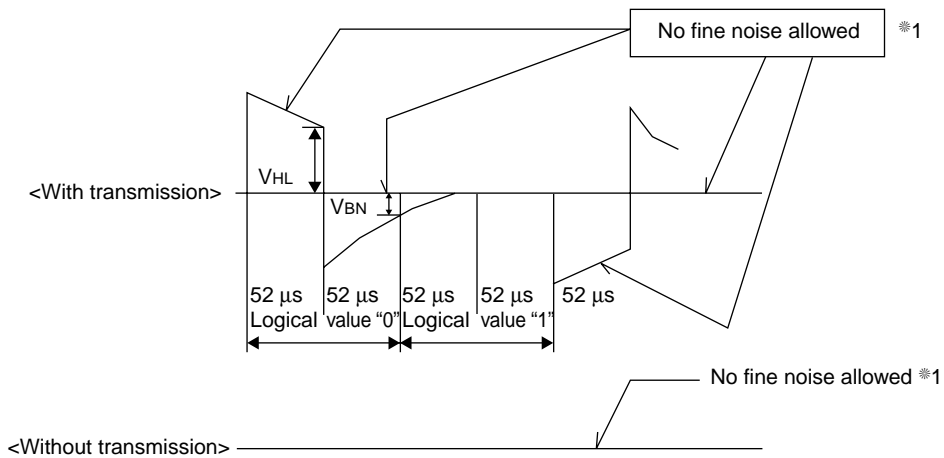 No fine noise allowed ※1
VHL
<With transmission>
VBN
52 µs 52 µs 52 µs 52 µs 52 µs
Logical value “0” Logical value “1”
No fine noise allowed ※1
<Without transmission>